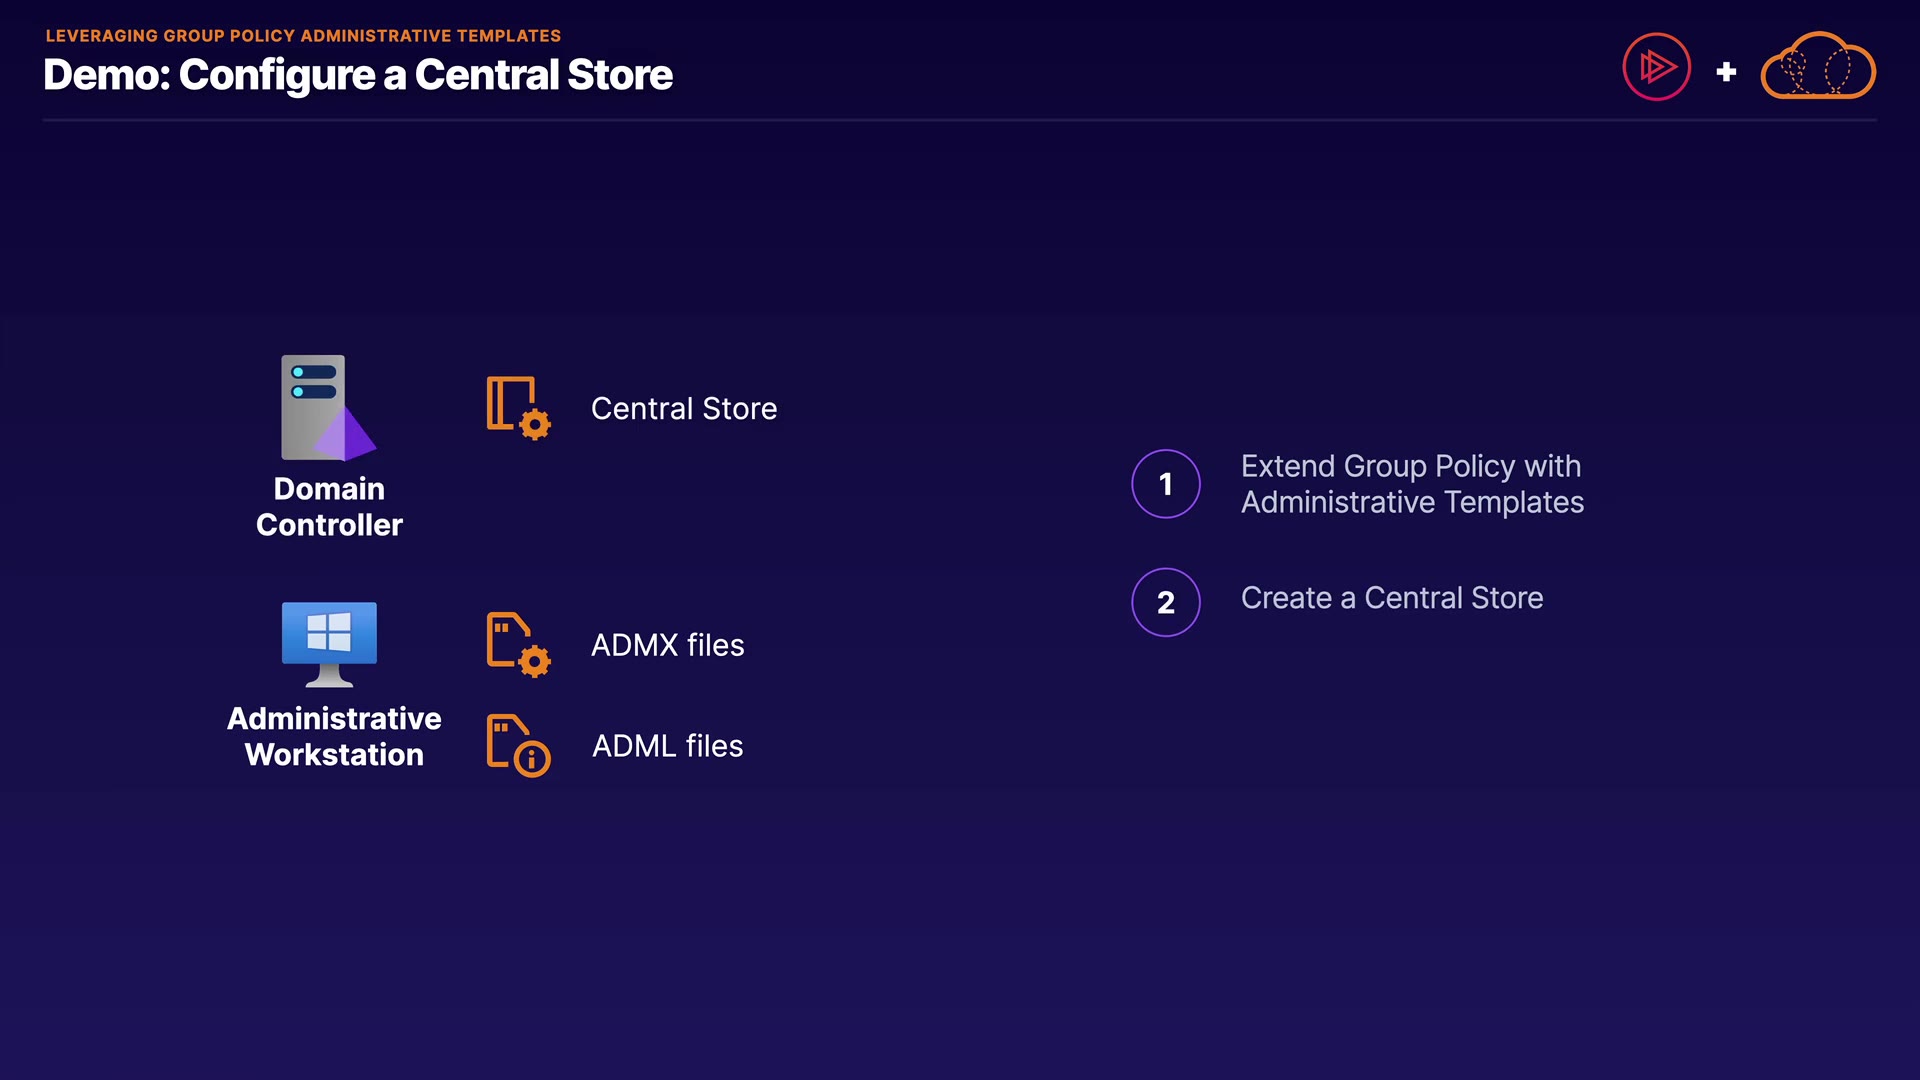 LEVERAGING GROUP POLICY ADMINISTRATIVE TEMPLATES
Demo: Configure a Central Store
Domain
Controller
Central Store
Administrative
Workstation
ADMX files
ADML files
1
Extend Group Policy with
Administrative Templates
2
Create a Central Store